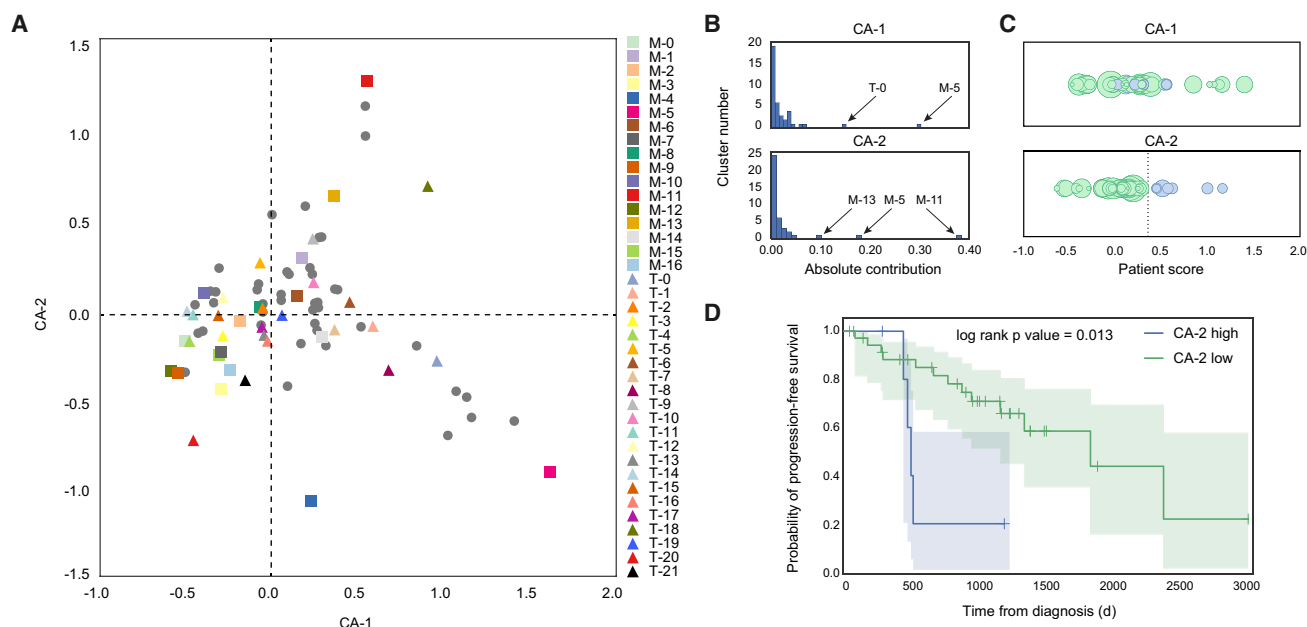 A
1.5
1.0
0.5
0.0
-0.5
-1.0
-1.5
CA-2
-1.0
-0.5
0.0
0.5
1.0
1.5
2.0
CA-1
M-0
M-1
M-2
M-3
M-4
M-5
M-6
M-7
M-8
M-9
M-10
M-11
M-12
M-13
M-14
M-15
M-16
T-0
T-1
T-2
T-3
T-4
T-5
T-6
T-7
T-8
T-9
T-10
T-11
T-12
T-13
T-14
T-15
T-16
T-17
T-18
T-19
T-20
T-21
B
CA-1
20
15
10
5
0
T-0
M-5
Cluster number
CA-2
25
20
15
10
5
0
M-13
M-5
M-11
0.00
0.10
0.20
0.30
0.40
Absolute contribution
C
CA-1
CA-2
-1.0
-0.5
0.0
0.5
1.0
1.5
2.0
Patient score
D
Probability of progression-free survival
1.0
0.8
0.6
0.4
0.2
0.0
log rank p value = 0.013
CA-2 high
CA-2 low
0
500
1000
1500
2000
2500
3000
Time from diagnosis (d)